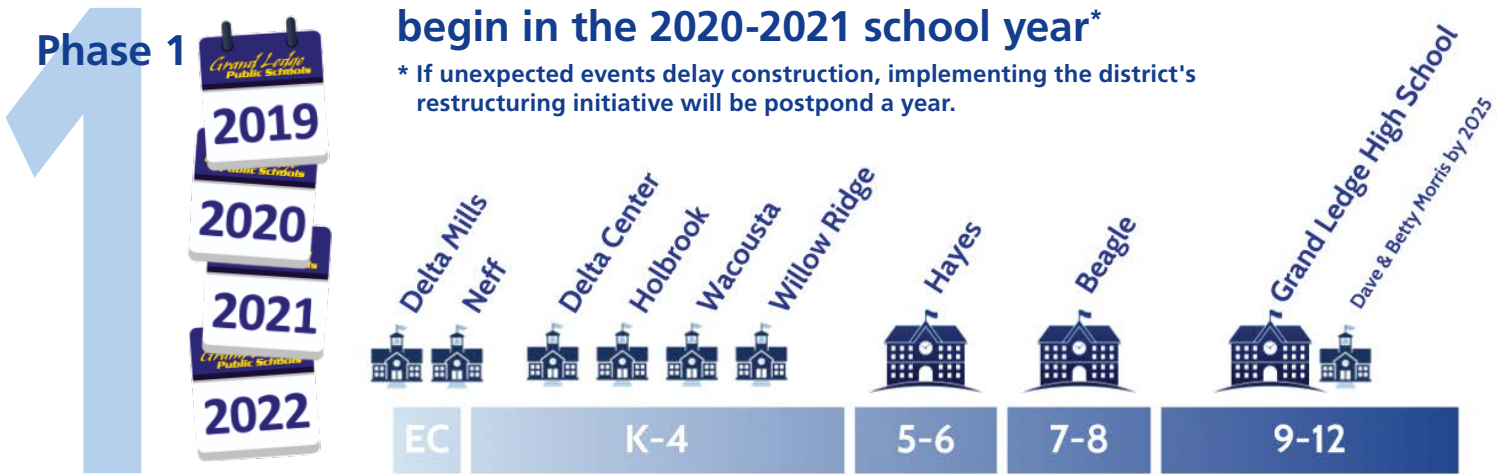 Phase 1
1
begin in the 2020-2021 school year*
* If unexpected events delay construction, implementing the district's
restructuring initiative will be postpond a year.
Grand Ledge
Public Schools
2019
Public Schools
2020
2021
Public Schools
2022
Delta Mills
Neff
Delta Center
Holbrook
Wacousta
Willow Ridge
Hayes
Beagle
Grand Ledge High School
Dave & Betty Morris by 2025
EC
K-4
5-6
7-8
9-12